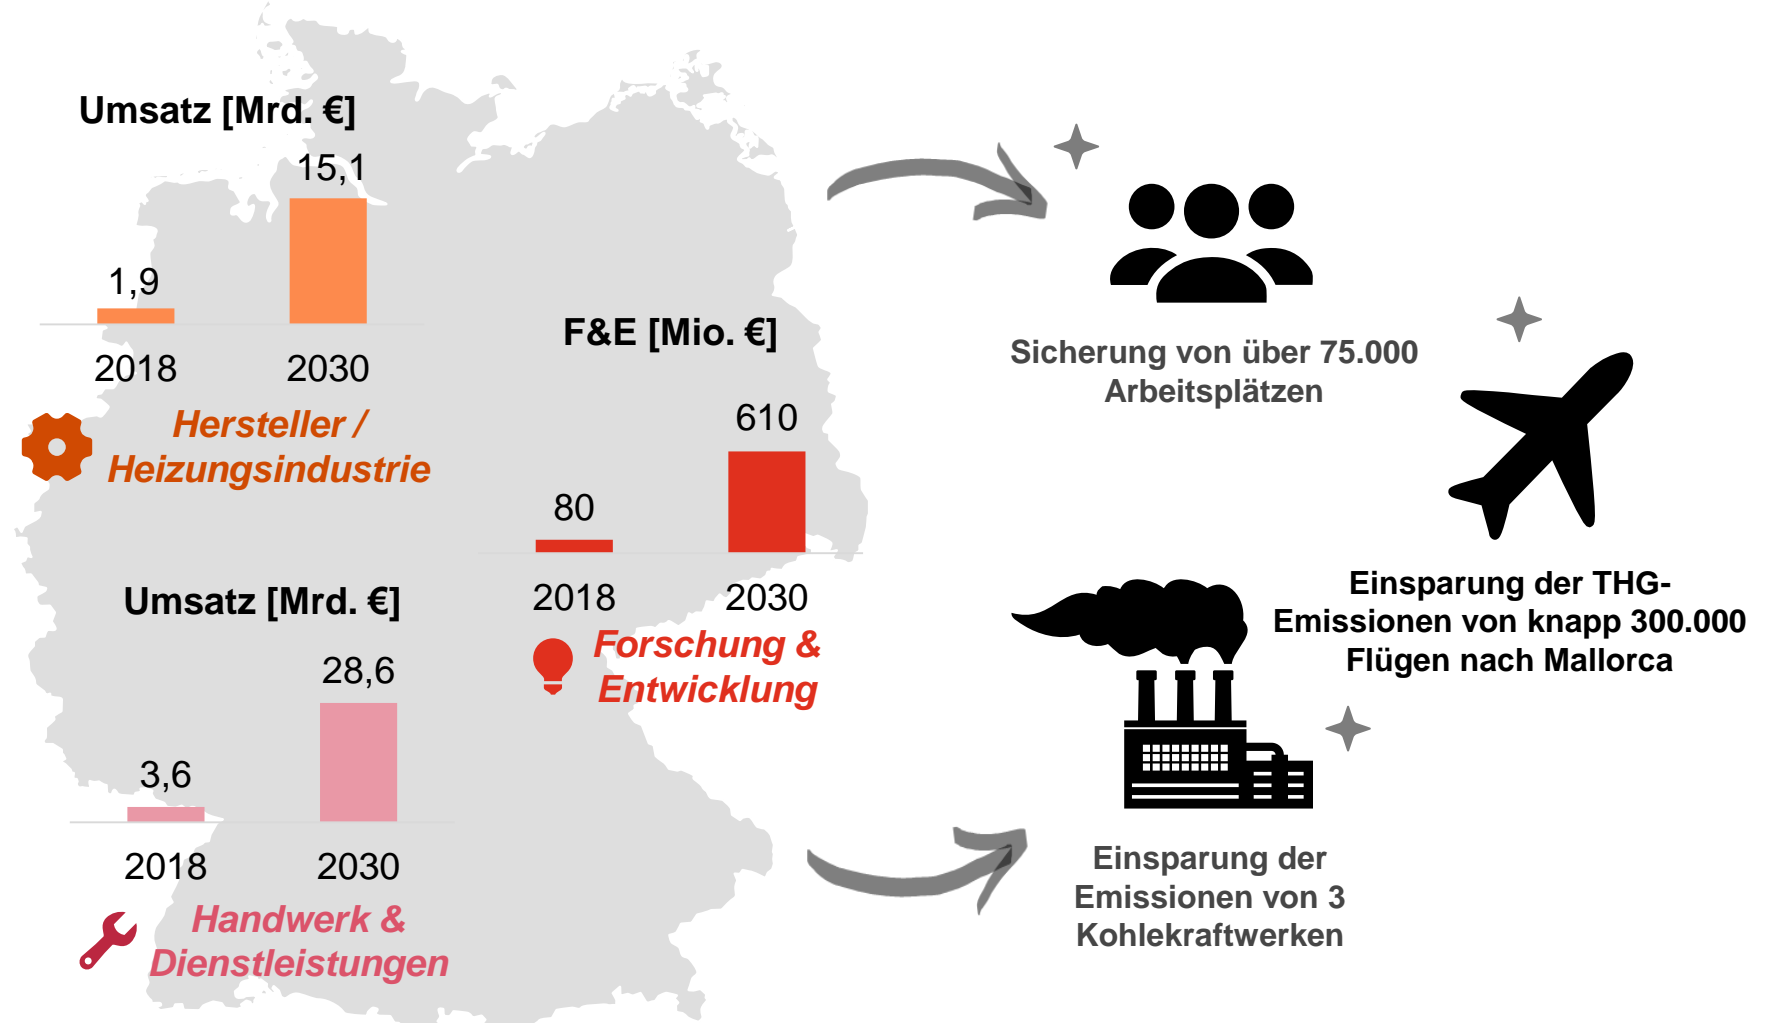 Umsatz [Mrd. €]
15,1
1,9
2018 2030
Hersteller /
Heizungsindustrie
F&E [Mio. €]
610
80
2018 2030
Forschung &
Entwicklung
Umsatz [Mrd. €]
28,6
3,6
2018 2030
Handwerk &
Dienstleistungen
Sicherung von über 75.000
Arbeitsplätzen
Einsparung der THG-
Emissionen von knapp 300.000
Flügen nach Mallorca
Einsparung der
Emissionen von 3
Kohlekraftwerken